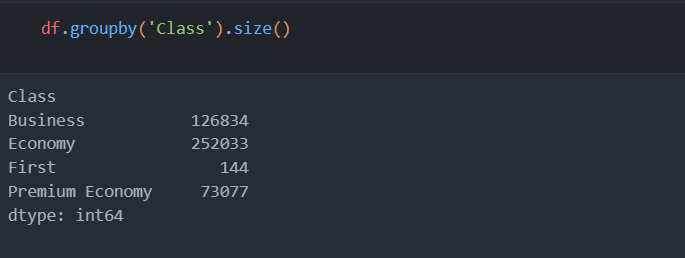 df.groupby('Class').size()
Class
Business 126834
Economy 252033
First 144
Premium Economy 73077
dtype: int64